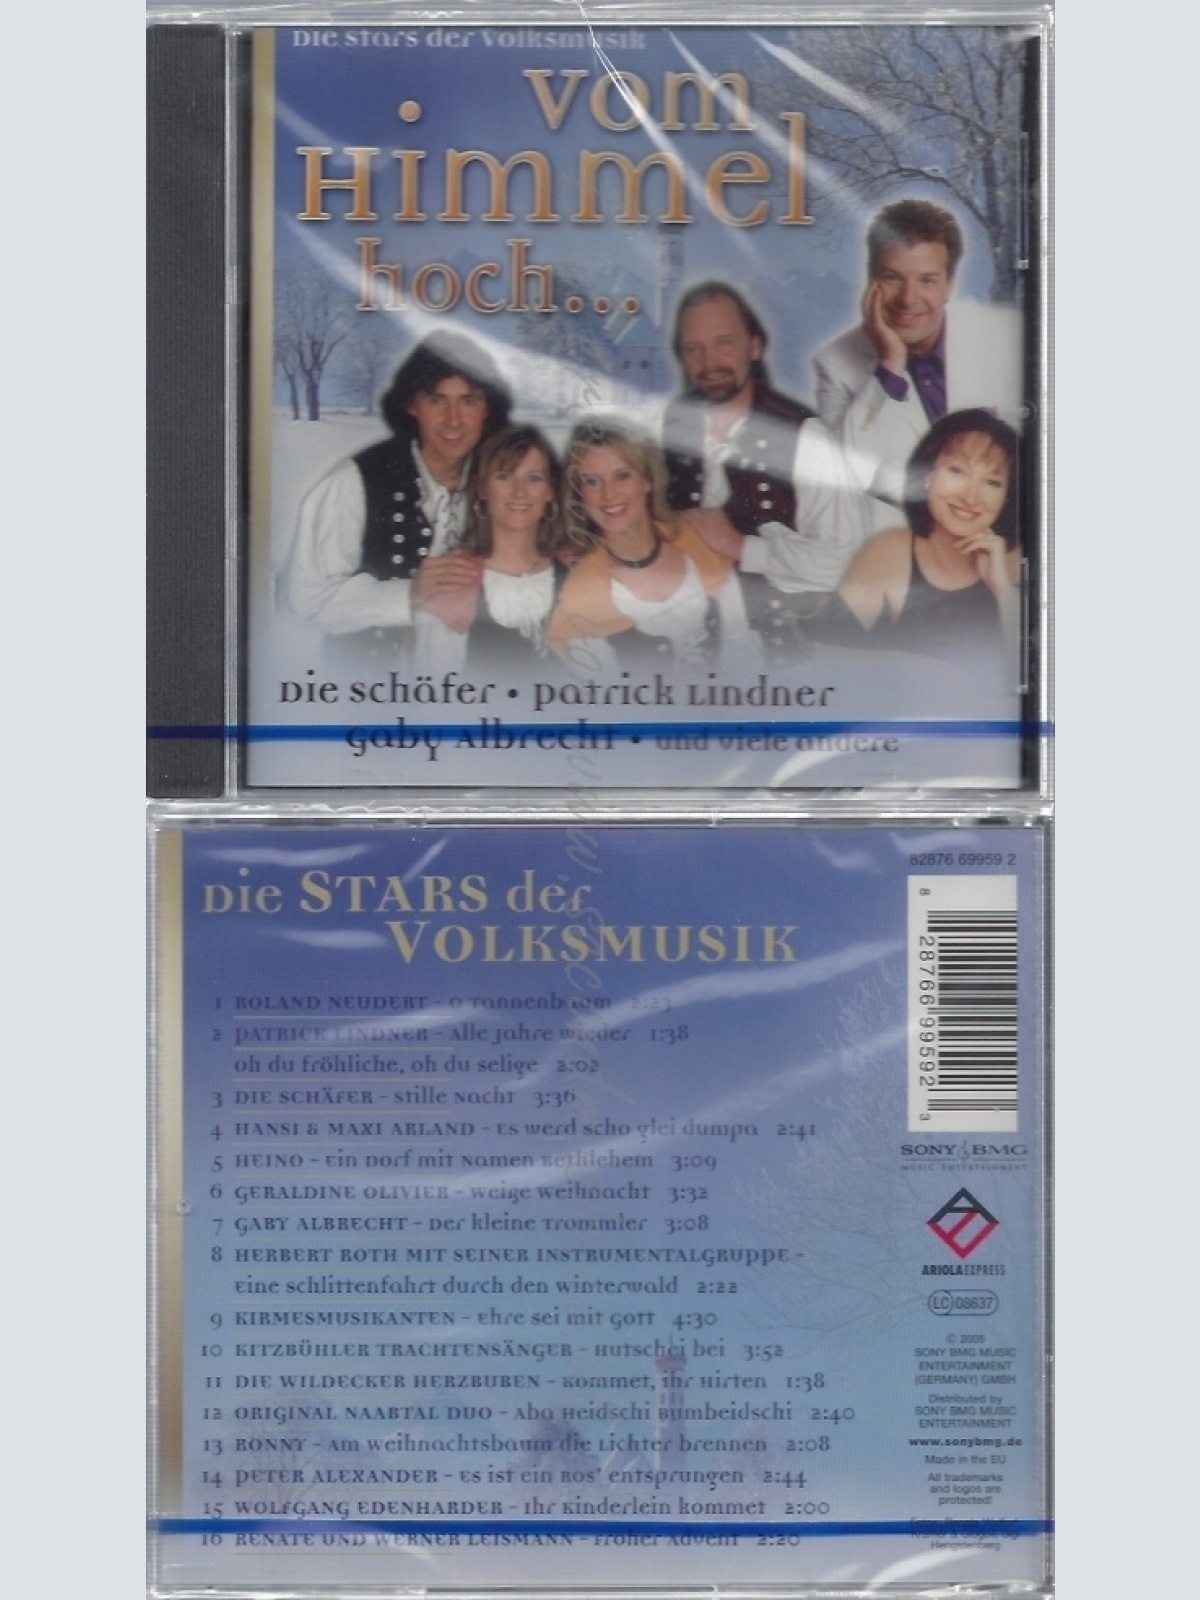 Die Stars der Volksmusik
vom
Himmel
hoch...
Die Schäfer • Patrick Lindner
Gaby Albrecht • und viele andere
82876 69959 2
Die STARS der
VOLKSMUSIK
1 ROLAND NEUDERT - O Tannenbaum 2:23
2 PATRICK LINDNER - Alle Jahre wieder 1:38
oh du fröhliche, oh du selige 2:02
3 DIE SCHÄFER - Stille Nacht 3:36
4 HANSI & MAXI ARLAND - Es werd scho glei dumpa 2:41
5 HEINO - Ein Dorf mit Namen Bethlehem 3:09
6 GERALDINE OLIVIER - Weiße Weihnacht 3:32
7 GABY ALBRECHT - Der kleine Trommler 3:08
8 HERBERT ROTH MIT SEINER INSTRUMENTALGRUPPE -
Eine Schlittenfahrt durch den Winterwald 2:22
9 KIRMESMUSIKANTEN - Ehre sei mit Gott 4:30
10 KITZBÜHLER TRACHTENSÄNGER - Hutschei bei 3:52
11 DIE WILDECKER HERZBUBEN - Kommet, ihr Hirten 1:38
12 ORIGINAL NAABTAL DUO - Aba Heidschi Bumbeidschi 2:40
13 RONNY - Am Weihnachtsbaum die Lichter brennen 2:08
14 PETER ALEXANDER - Es ist ein Ros' entsprungen 2:44
15 WOLFGANG EDENHARDER - Ihr Kinderlein kommet 2:00
16 RENATE UND WERNER LEISMANN - Froher Advent 2:20
8 28766 99592 3
SONY BMG
MUSIC ENTERTAINMENT
ARIOLA EXPRESS
LC 08637
© 2005
SONY BMG MUSIC
ENTERTAINMENT
(GERMANY) GMBH
Distributed by
SONY BMG MUSIC
ENTERTAINMENT
www.sonybmg.de
Made in the EU
All trademarks
and logos are
protected!
Hengstenberg